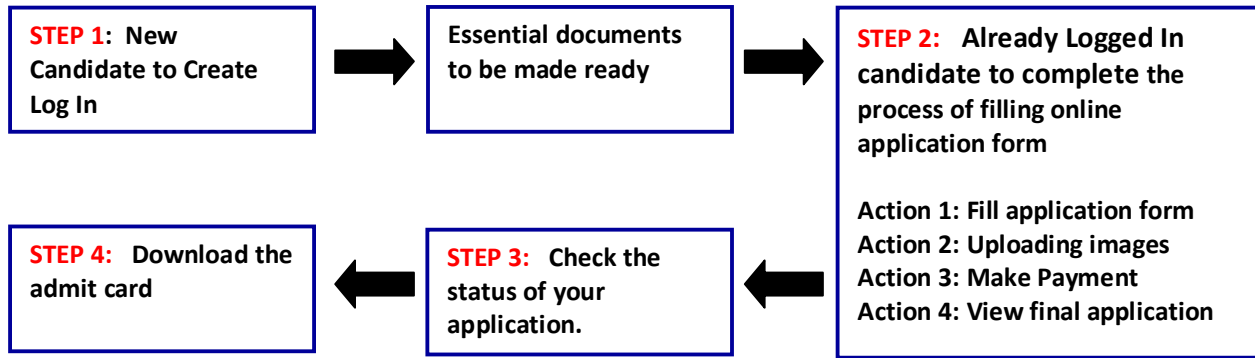 STEP 1: New
Candidate to Create
Log In
Essential documents
to be made ready
STEP 2: Already Logged In
candidate to complete the
process of filling online
application form
Action 1: Fill application form
Action 2: Uploading images
Action 3: Make Payment
Action 4: View final application
STEP 3: Check the
status of your
application.
STEP 4: Download the
admit card